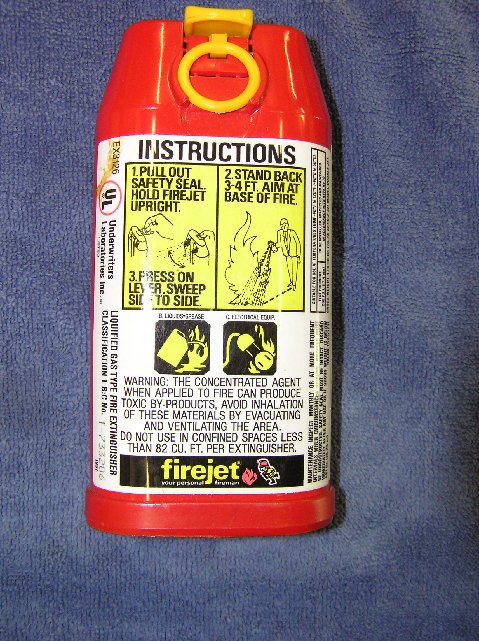 INSTRUCTIONS
1.PULL OUT
SAFETY SEAL.
HOLD FIREJET
UPRIGHT.
2.STAND BACK
3-4 FT. AIM AT
BASE OF FIRE.
3.PRESS ON
LEVER.SWEEP
SIDE TO SIDE.
B. LIQUIDS•GREASE
C. ELECTRICAL EQUIP.
WARNING: THE CONCENTRATED AGENT
WHEN APPLIED TO FIRE CAN PRODUCE
TOXIC BY-PRODUCTS, AVOID INHALATION
OF THESE MATERIALS BY EVACUATING
AND VENTILATING THE AREA.
DO NOT USE IN CONFINED SPACES LESS
THAN 82 CU. FT. PER EXTINGUISHER.
firejet
your personal fireman
EX3126
UL
Underwriters
Laboratories Inc.
LIQUIFIED GAS TYPE FIRE EXTINGUISHER
CLASSIFICATION 1 B:C No.